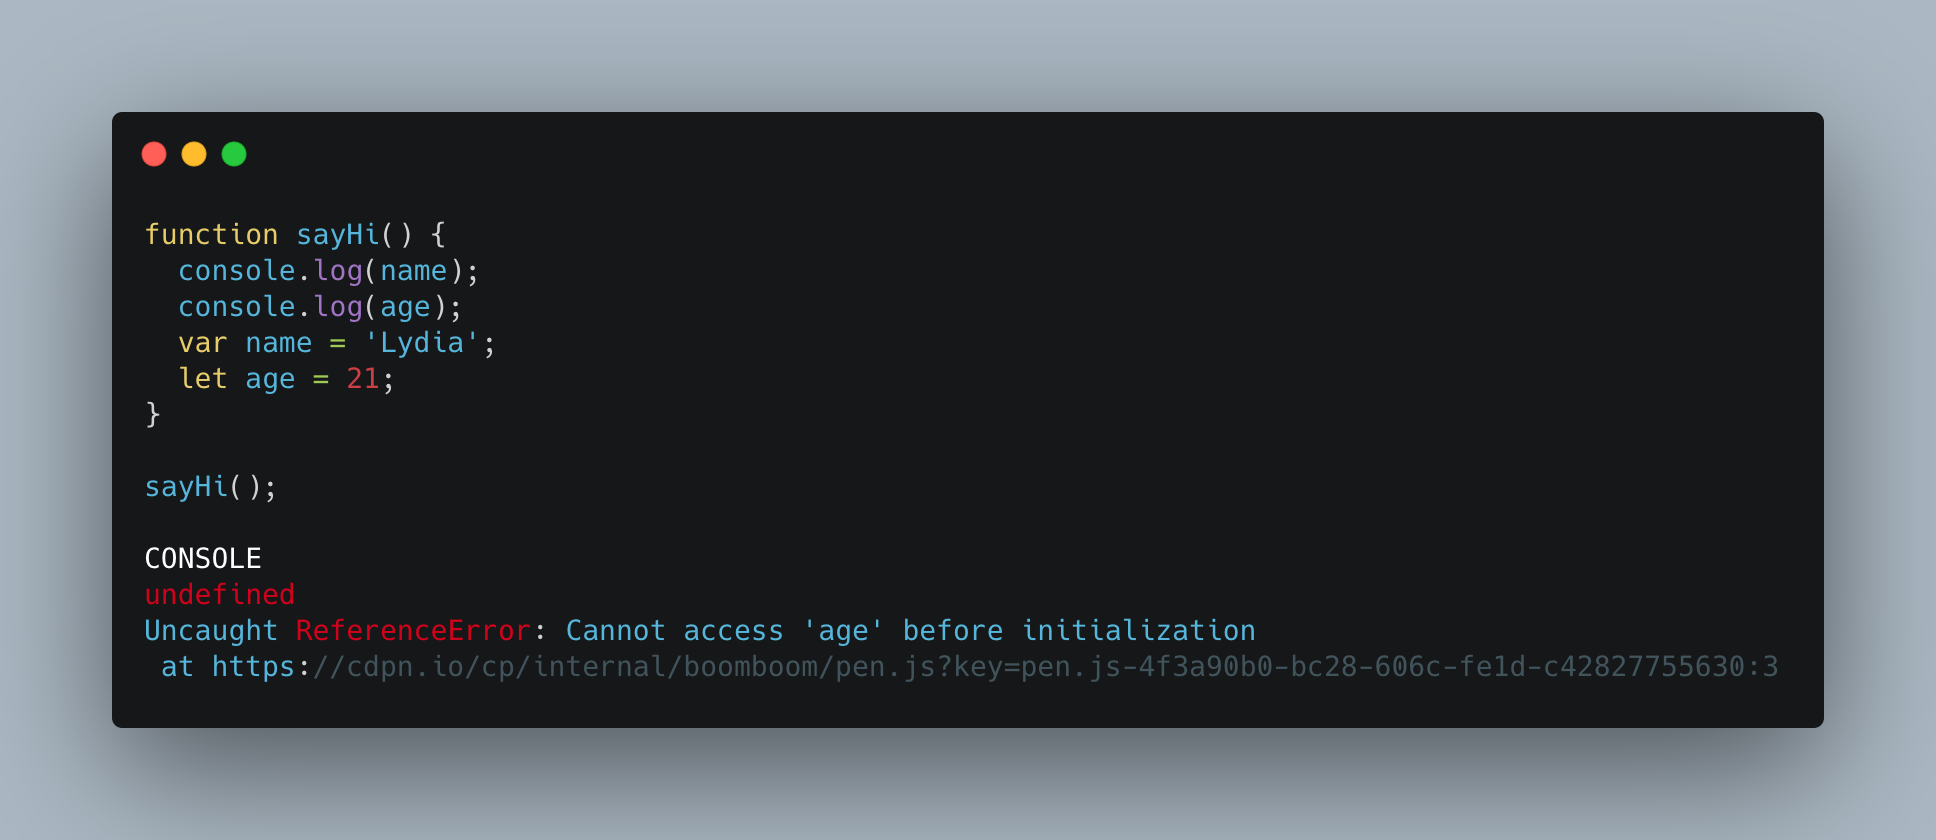 function sayHi() {
  console.log(name);
  console.log(age);
  var name = 'Lydia';
  let age = 21;
}
sayHi();
CONSOLE
undefined
Uncaught ReferenceError: Cannot access 'age' before initialization
 at https://cdpn.io/cp/internal/boomboom/pen.js?key=pen.js-4f3a90b0-bc28-606c-fe1d-c42827755630:3